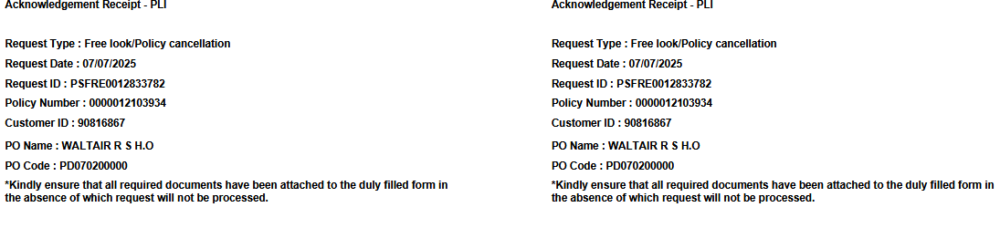 Acknowledgement Receipt - PLI
Request Type : Free look/Policy cancellation
Request Date : 07/07/2025
Request ID : PSFRE0012833782
Policy Number : 0000012103934
Customer ID : 90816867
PO Name : WALTAIR R S H.O
PO Code : PD070200000
*Kindly ensure that all required documents have been attached to the duly filled form in
the absence of which request will not be processed.
Acknowledgement Receipt - PLI
Request Type : Free look/Policy cancellation
Request Date : 07/07/2025
Request ID : PSFRE0012833782
Policy Number : 0000012103934
Customer ID : 90816867
PO Name : WALTAIR R S H.O
PO Code : PD070200000
*Kindly ensure that all required documents have been attached to the duly filled form in
the absence of which request will not be processed.